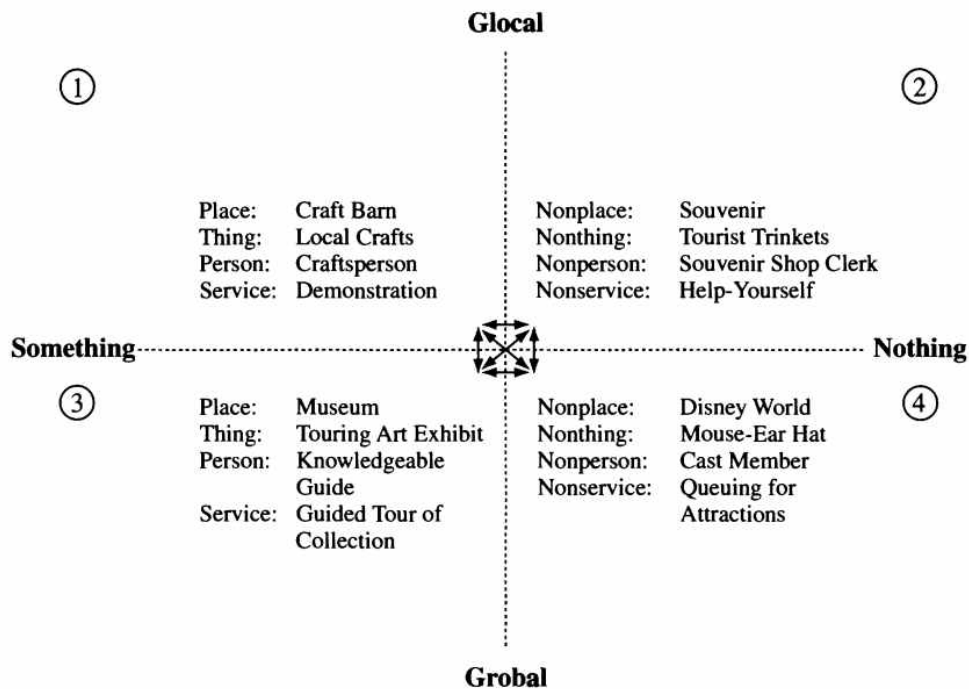 Glocal
①
②
Place: Craft Barn
Thing: Local Crafts
Person: Craftsperson
Service: Demonstration
Nonplace: Souvenir
Nonthing: Tourist Trinkets
Nonperson: Souvenir Shop Clerk
Nonservice: Help-Yourself
Something
Nothing
③
④
Place: Museum
Thing: Touring Art Exhibit
Person: Knowledgeable
Guide
Service: Guided Tour of
Collection
Nonplace: Disney World
Nonthing: Mouse-Ear Hat
Nonperson: Cast Member
Nonservice: Queuing for
Attractions
Grobal